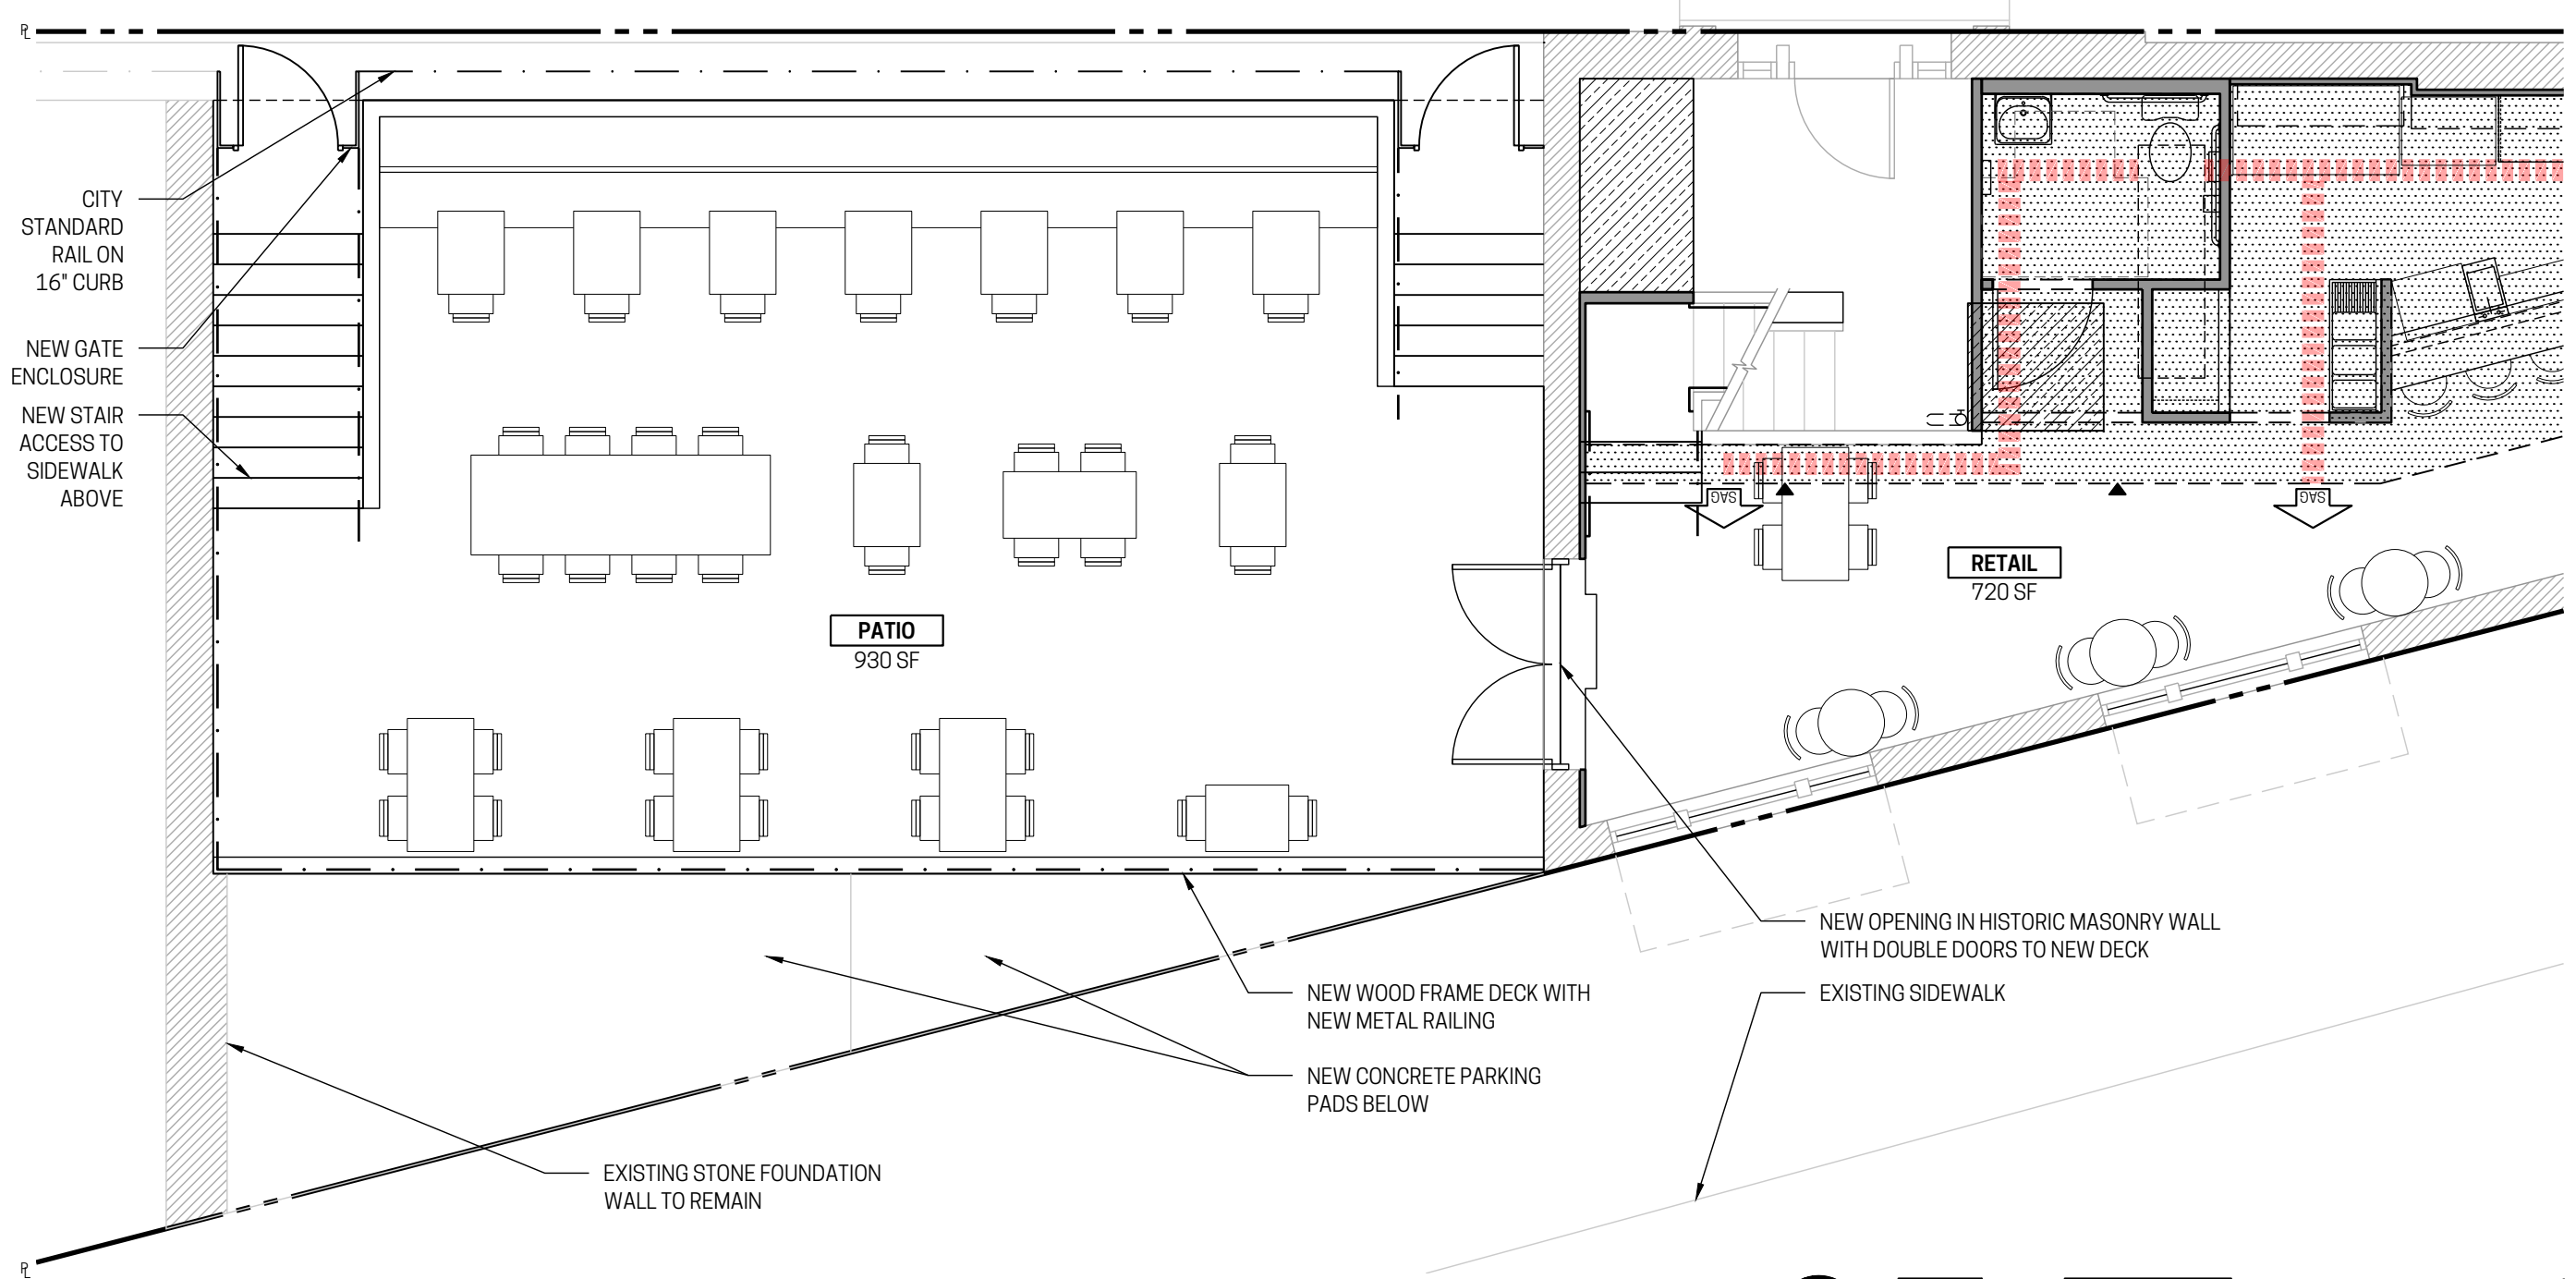 PL
CITY
STANDARD
RAIL ON
16" CURB
NEW GATE
ENCLOSURE
NEW STAIR
ACCESS TO
SIDEWALK
ABOVE
SAG
SAG
RETAIL
720 SF
PATIO
930 SF
NEW OPENING IN HISTORIC MASONRY WALL
WITH DOUBLE DOORS TO NEW DECK
NEW WOOD FRAME DECK WITH
NEW METAL RAILING
EXISTING SIDEWALK
NEW CONCRETE PARKING
PADS BELOW
EXISTING STONE FOUNDATION
WALL TO REMAIN
PL